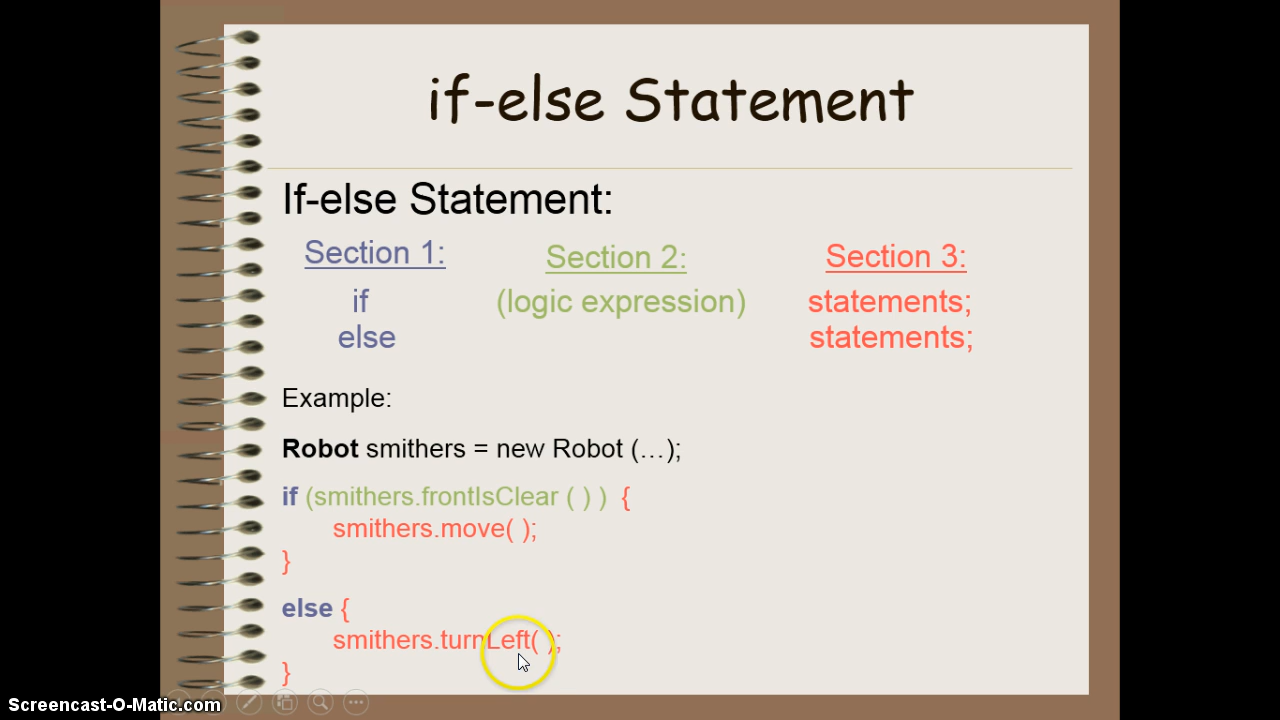 if-else Statement
If-else Statement:
Section 1: Section 2: Section 3:
if (logic expression) statements;
else statements;
Example:
Robot smithers = new Robot (…);
if (smithers.frontIsClear ( ) ) {
smithers.move( );
}
else {
smithers.turnLeft( );
}
Screencast-O-Matic.com